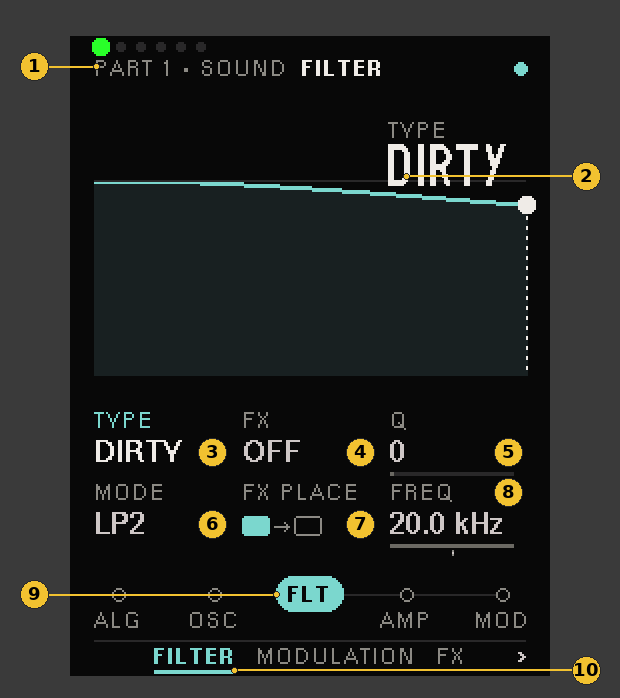 1 PART 1 · SOUND FILTER
TYPE
DIRTY 2
TYPE FX Q
DIRTY 3 OFF 4 0 5
MODE FX PLACE FREQ 8
LP2 6 → 7 20.0 kHz
9 FLT
ALG OSC AMP MOD
FILTER MODULATION FX >
10